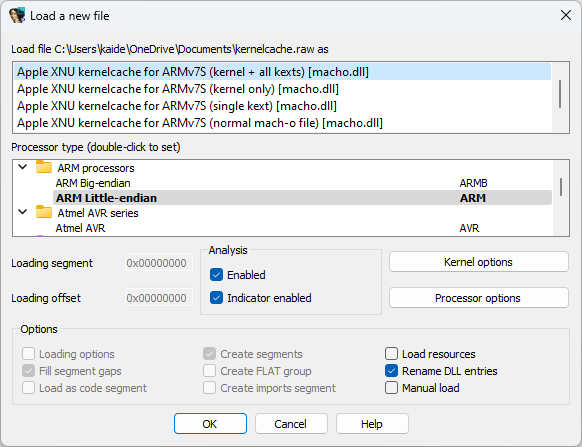 Load a new file
Load file C:\Users\kaide\OneDrive\Documents\kernelcache.raw as
Apple XNU kernelcache for ARMv7S (kernel + all kexts) [macho.dll]
Apple XNU kernelcache for ARMv7S (kernel only) [macho.dll]
Apple XNU kernelcache for ARMv7S (single kext) [macho.dll]
Apple XNU kernelcache for ARMv7S (normal mach-o file) [macho.dll]
Processor type (double-click to set)
ARM processors
ARM Big-endian ARMB
ARM Little-endian ARM
Atmel AVR series
Atmel AVR AVR
Loading segment 0x00000000
Loading offset 0x00000000
Analysis
Enabled
Indicator enabled
Kernel options
Processor options
Options
Loading options Create segments Load resources
Fill segment gaps Create FLAT group Rename DLL entries
Load as code segment Create imports segment Manual load
OK Cancel Help